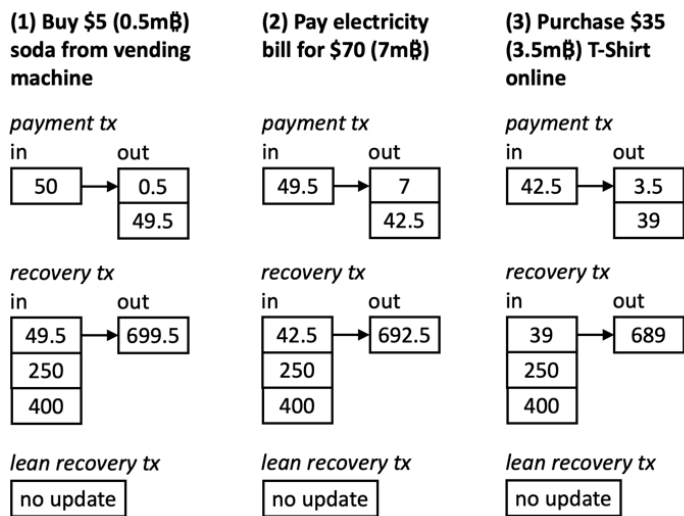 (1) Buy $5 (0.5m₿)
soda from vending
machine
payment tx
in out
50 0.5
49.5
recovery tx
in out
49.5 699.5
250
400
lean recovery tx
no update
(2) Pay electricity
bill for $70 (7m₿)
payment tx
in out
49.5 7
42.5
recovery tx
in out
42.5 692.5
250
400
lean recovery tx
no update
(3) Purchase $35
(3.5m₿) T-Shirt
online
payment tx
in out
42.5 3.5
39
recovery tx
in out
39 689
250
400
lean recovery tx
no update